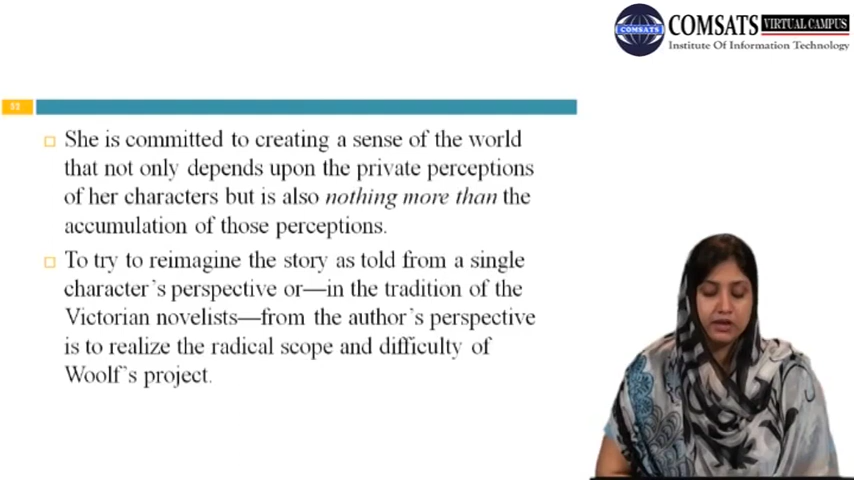 COMSATS VIRTUAL CAMPUS
COMSATS
Institute Of Information Technology
She is committed to creating a sense of the world
that not only depends upon the private perceptions
of her characters but is also nothing more than the
accumulation of those perceptions.
To try to reimagine the story as told from a single
character's perspective or—in the tradition of the
Victorian novelists—from the author's perspective
is to realize the radical scope and difficulty of
Woolf's project.